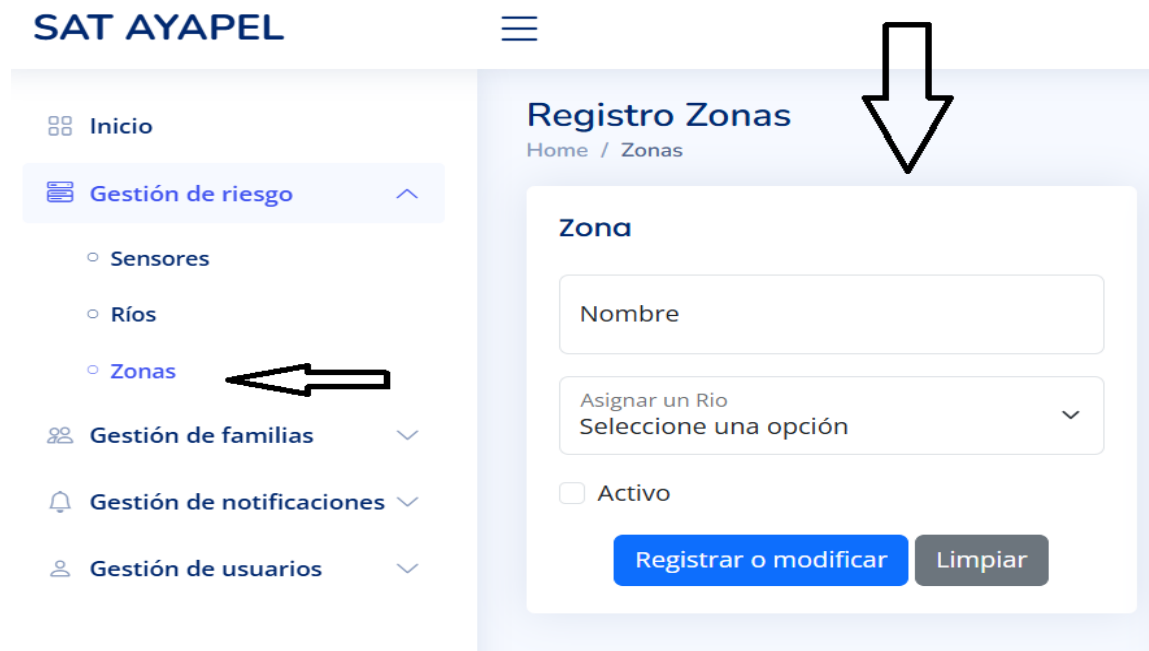 SAT AYAPEL
Inicio
Gestión de riesgo
Sensores
Ríos
Zonas
Gestión de familias
Gestión de notificaciones
Gestión de usuarios
Registro Zonas
Home / Zonas
Zona
Nombre
Asignar un Rio
Seleccione una opción
Activo
Registrar o modificar
Limpiar